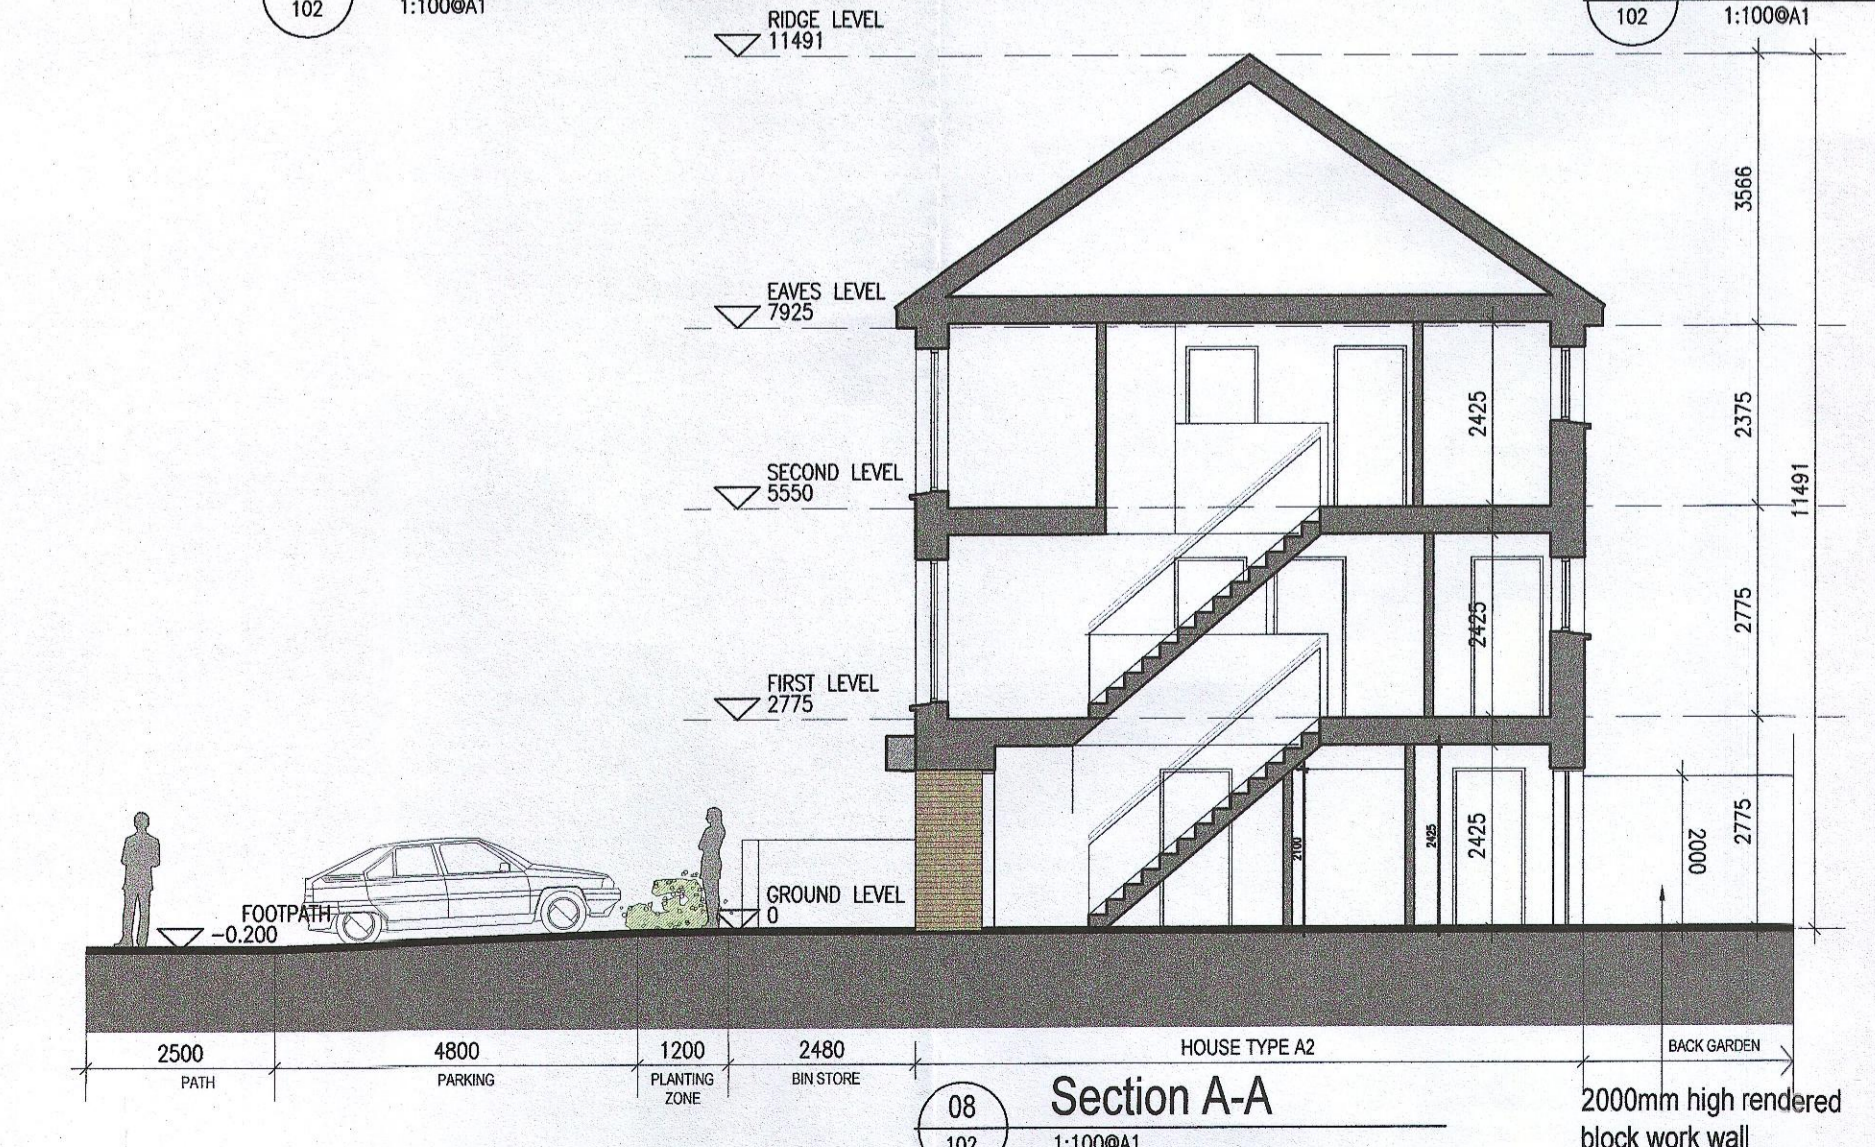 102
1:100@A1
RIDGE LEVEL
11491
102
1:100@A1
3566
EAVES LEVEL
7925
2425
2375
SECOND LEVEL
5550
11491
2425
2775
FIRST LEVEL
2775
2100
2425
2425
2000
2775
GROUND LEVEL
0
FOOTPATH
-0.200
2500
PATH
4800
PARKING
1200
PLANTING
ZONE
2480
BIN STORE
HOUSE TYPE A2
BACK GARDEN
08
102
Section A-A
1:100@A1
2000mm high rendered
block work wall